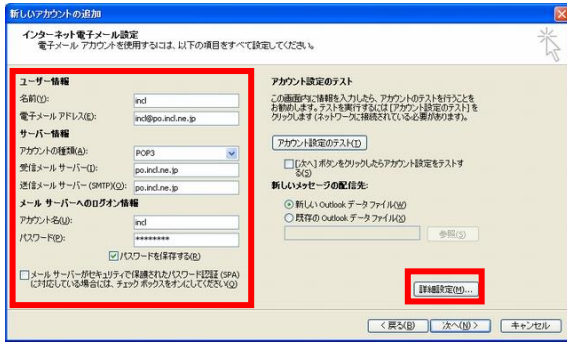 新しいアカウントの追加
インターネット電子メール設定
電子メール アカウントを使用するには、以下の項目をすべて設定してください。
ユーザー情報
名前(Y):
incl
電子メール アドレス(E):
incl@po.incl.ne.jp
サーバー情報
アカウントの種類(A):
POP3
受信メール サーバー(I):
po.incl.ne.jp
送信メール サーバー (SMTP)(O):
po.incl.ne.jp
メール サーバーへのログオン情報
アカウント名(U):
incl
パスワード(P):
********
パスワードを保存する(R)
メール サーバーがセキュリティで保護されたパスワード認証 (SPA)
に対応している場合には、チェック ボックスをオンにしてください(Q)
アカウント設定のテスト
この画面内に情報を入力したら、アカウントのテストを行うことを
お勧めします。テストを実行するには [アカウント設定のテスト] を
クリックします (ネットワークに接続されている必要があります)。
アカウント設定のテスト(T)
[次へ] ボタンをクリックしたらアカウント設定をテストす
る(S)
新しいメッセージの配信先:
新しい Outlook データ ファイル(W)
既存の Outlook データ ファイル(X)
参照(S)
詳細設定(M)...
< 戻る(B)
次へ(N) >
キャンセル